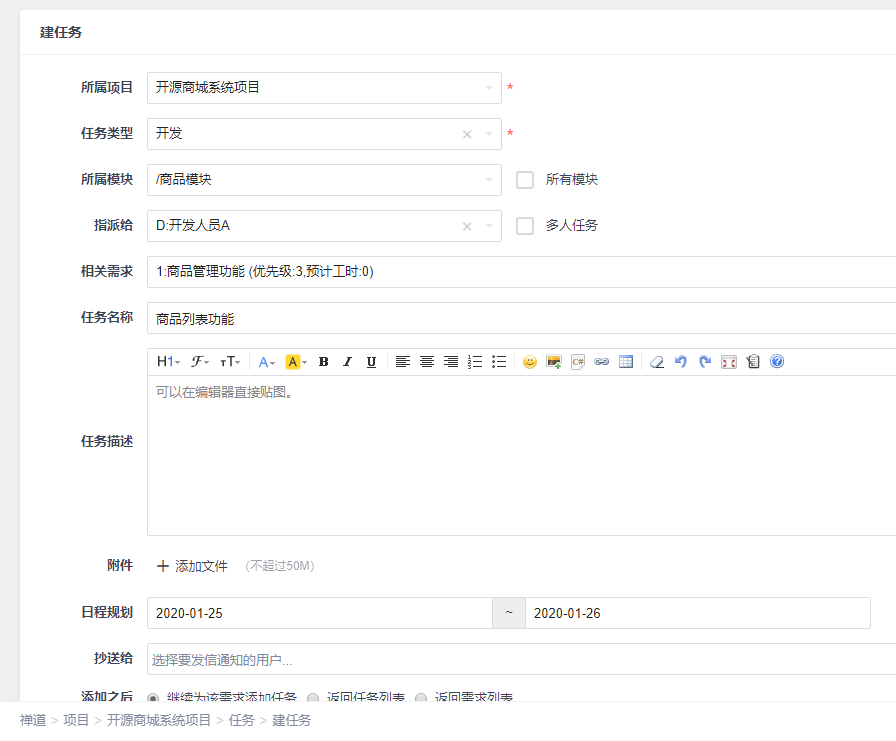 建任务
所属项目 开源商城系统项目 *
任务类型 开发 × *
所属模块 /商品模块 所有模块
指派给 D:开发人员A × 多人任务
相关需求 1:商品管理功能 (优先级:3,预计工时:0)
任务名称 商品列表功能
H1 F TT A A B I U
可以在编辑器直接贴图。
任务描述
附件 + 添加文件 (不超过50M)
日程规划 2020-01-25 ~ 2020-01-26
抄送给 选择要发信通知的用户...
添加之后 继续为该需求添加任务 返回任务列表 返回需求列表
禅道 > 项目 > 开源商城系统项目 > 任务 > 建任务